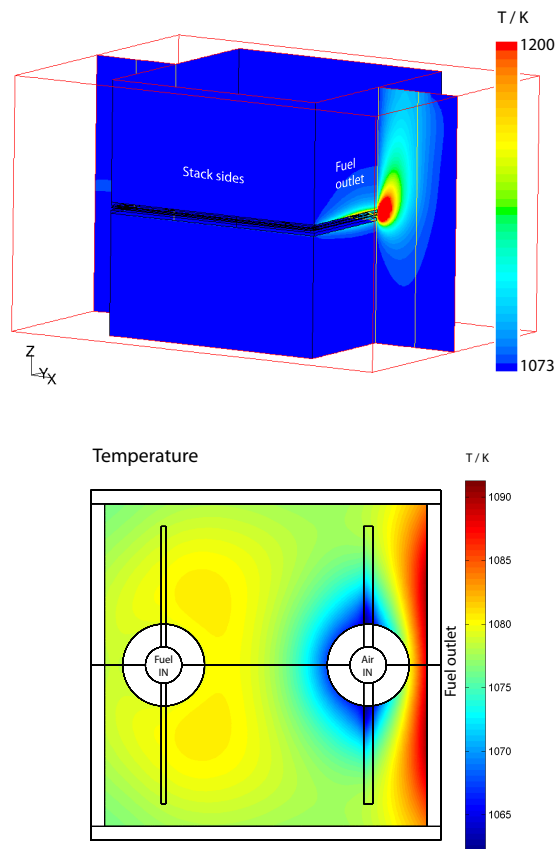 T / K
1200
Stack sides
Fuel
outlet
1073
Z
Y
X
Temperature
T / K
1090
1085
1080
1075
1070
1065
Fuel
IN
Air
IN
Fuel outlet